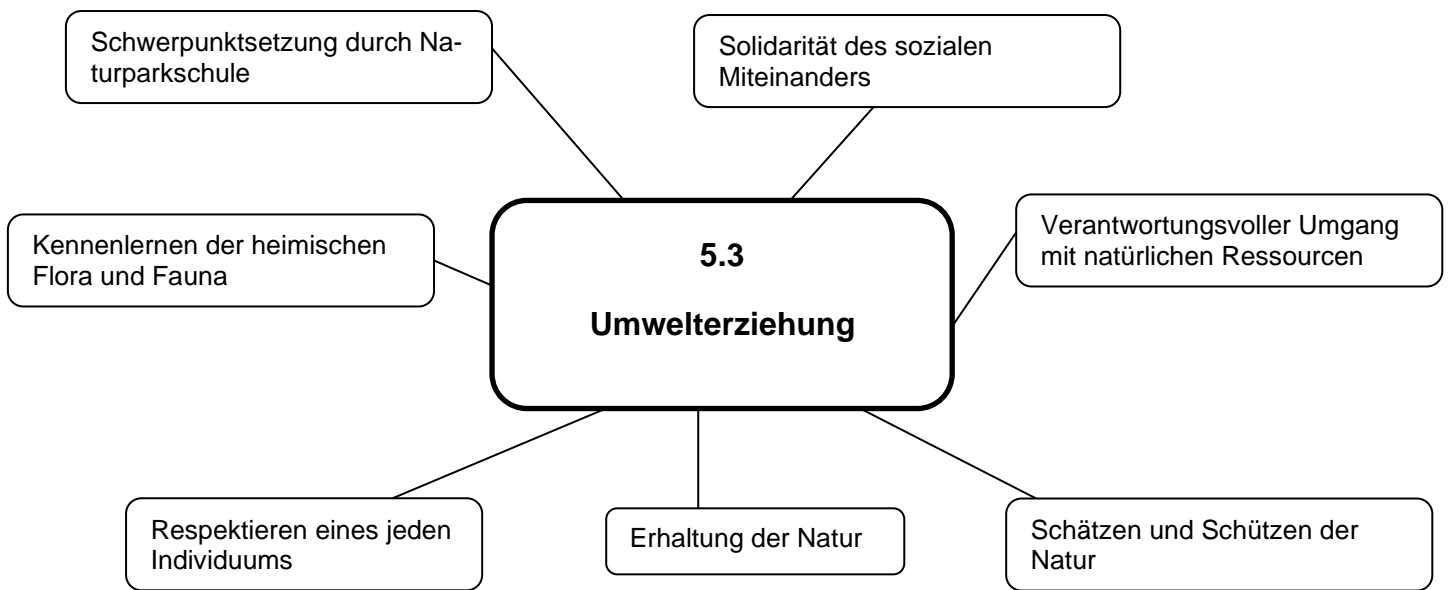 Schwerpunktsetzung durch Na-
turparkschule
Solidarität des sozialen
Miteinanders
Kennenlernen der heimischen
Flora und Fauna
5.3
Umwelterziehung
Verantwortungsvoller Umgang
mit natürlichen Ressourcen
Respektieren eines jeden
Individuums
Erhaltung der Natur
Schätzen und Schützen der
Natur